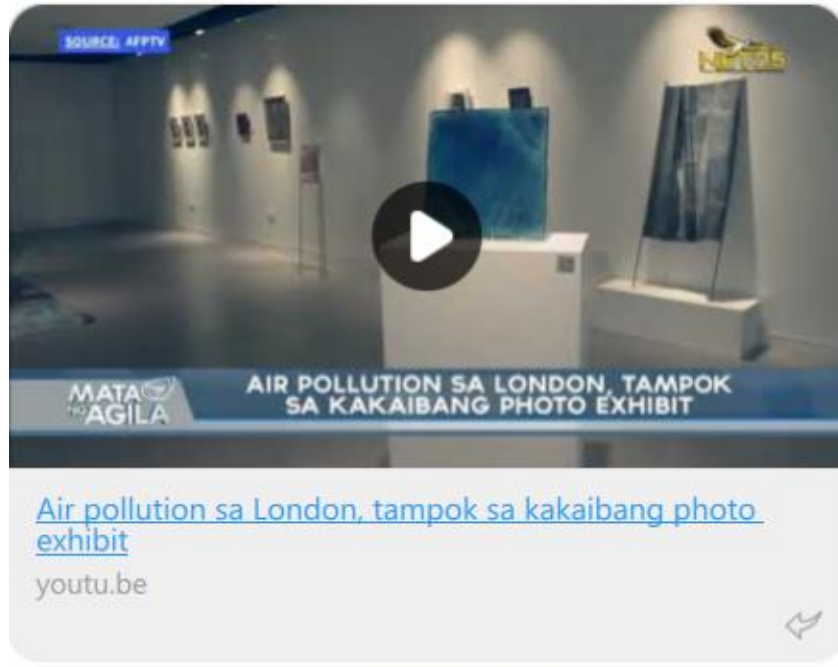 SOURCE: AFPTV
NET25
MATA
NG
AGILA
AIR POLLUTION SA LONDON, TAMPOK
SA KAKAIBANG PHOTO EXHIBIT
Air pollution sa London, tampok sa kakaibang photo
exhibit
youtu.be